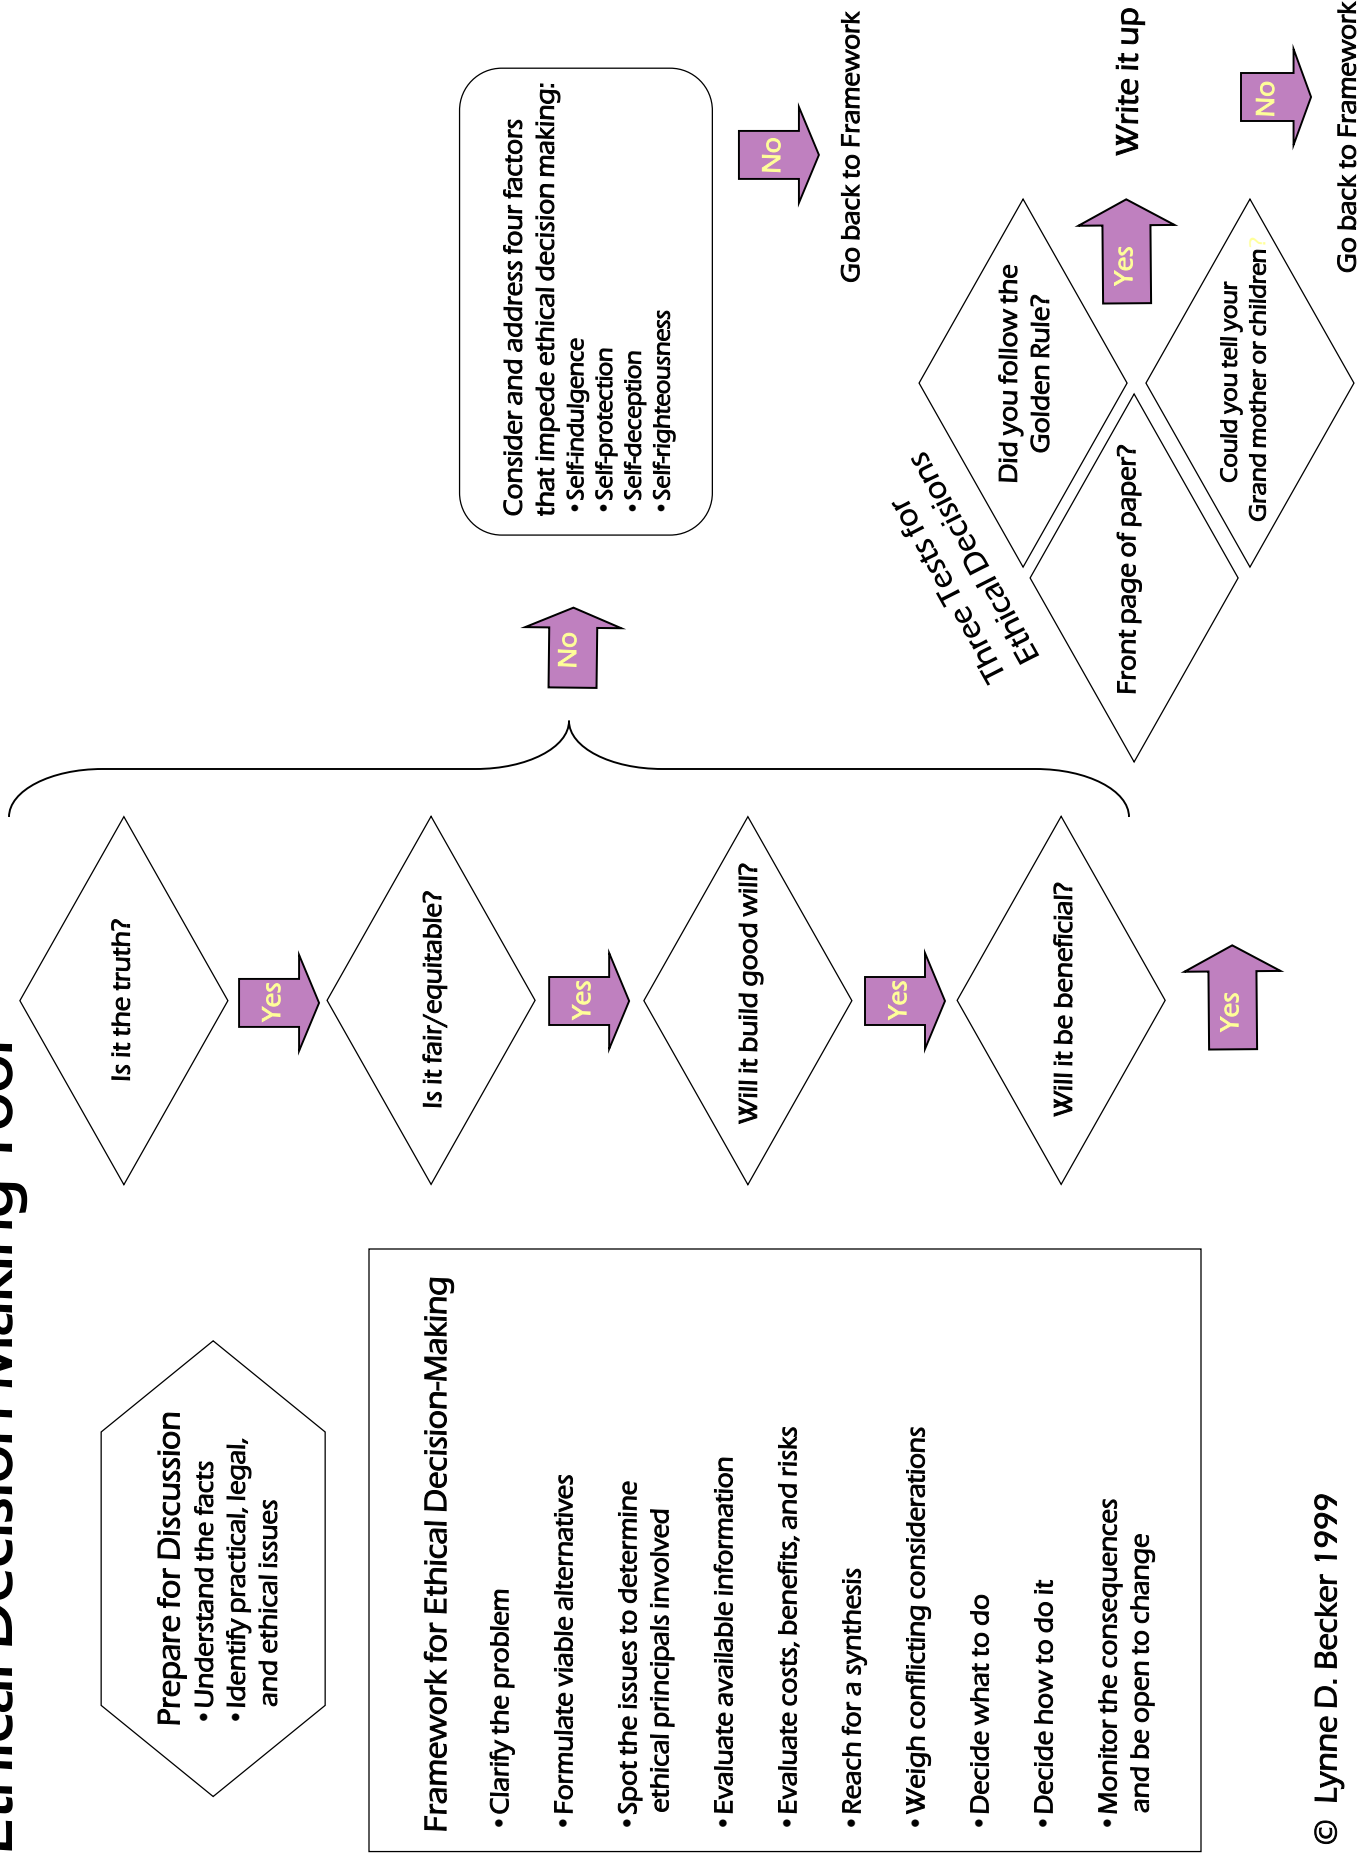 Ethical Decision Making Tool
Prepare for Discussion
• Understand the facts
• Identify practical, legal,
and ethical issues
Framework for Ethical Decision-Making
• Clarify the problem
• Formulate viable alternatives
• Spot the issues to determine
ethical principals involved
• Evaluate available information
• Evaluate costs, benefits, and risks
• Reach for a synthesis
• Weigh conflicting considerations
• Decide what to do
• Decide how to do it
• Monitor the consequences
and be open to change
Is it the truth?
Yes
Is it fair/equitable?
Yes
Will it build good will?
Yes
Will it be beneficial?
Yes
No
Consider and address four factors
that impede ethical decision making:
• Self-indulgence
• Self-protection
• Self-deception
• Self-righteousness
No
Go back to Framework
Three Tests for
Ethical Decisions
Front page of paper?
Did you follow the
Golden Rule?
Could you tell your
Grand mother or children?
Yes
Write it up
No
Go back to Framework
© Lynne D. Becker 1999